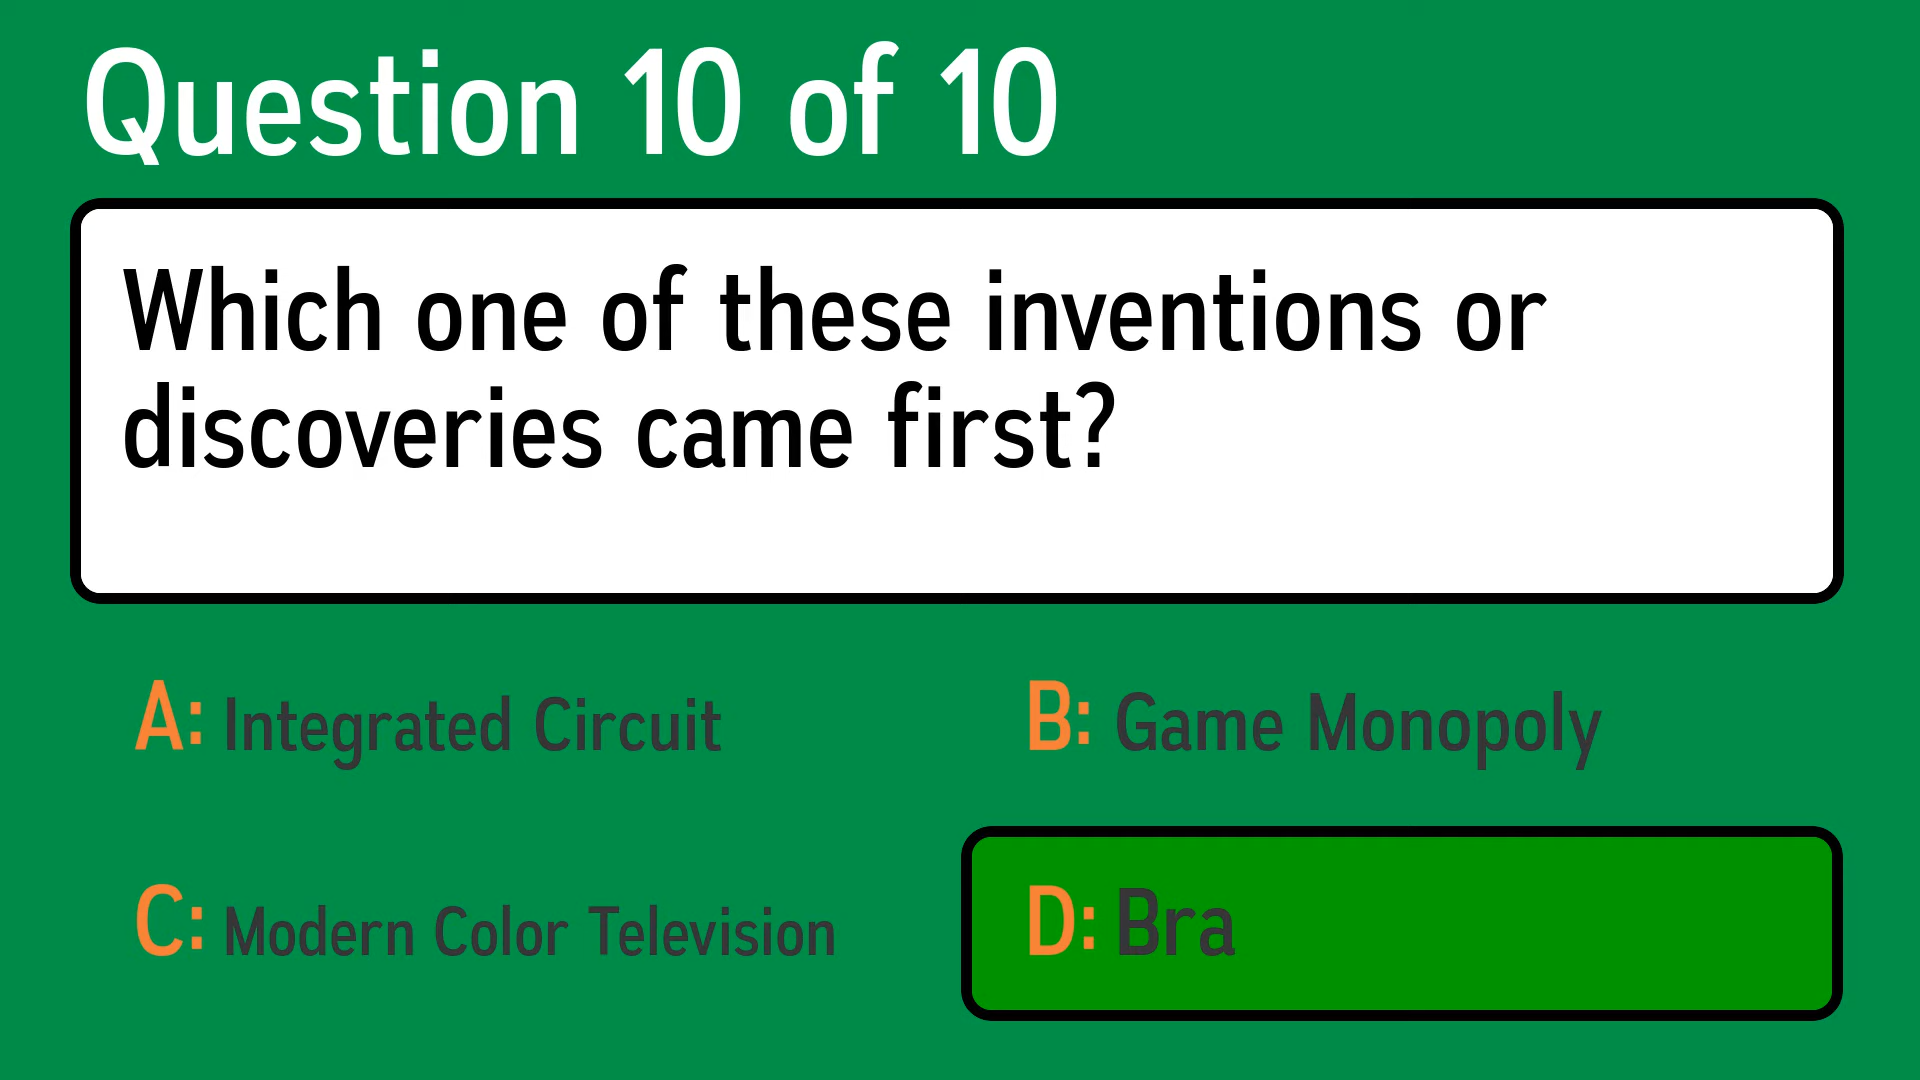 Question 10 of 10
Which one of these inventions or
discoveries came first?
A: Integrated Circuit
B: Game Monopoly
C: Modern Color Television
D: Bra